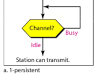 Channel?
Busy
Idle
Station can transmit.
a. 1-persistent